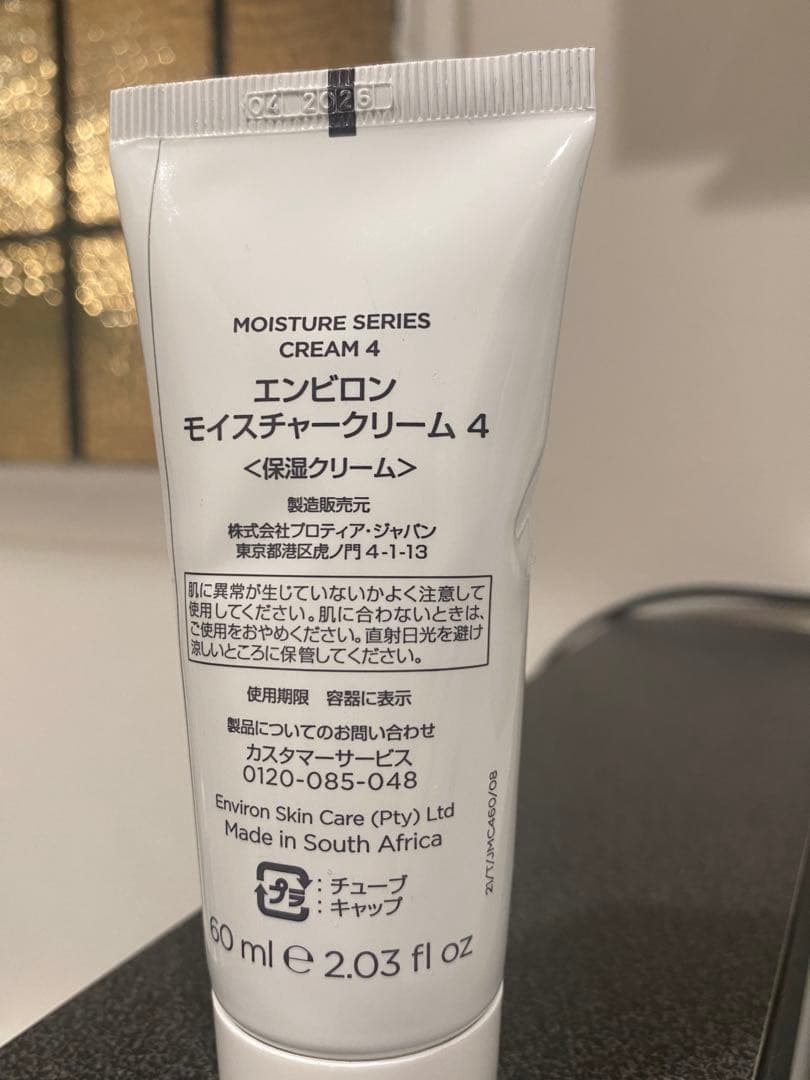 04 2026
MOISTURE SERIES
CREAM 4
エンビロン
モイスチャークリーム 4
<保湿クリーム>
製造販売元
株式会社プロティア・ジャパン
東京都港区虎ノ門 4-1-13
肌に異常が生じていないかよく注意して
使用してください。肌に合わないときは、
ご使用をおやめください。直射日光を避け
涼しいところに保管してください。
使用期限 容器に表示
製品についてのお問い合わせ
カスタマーサービス
0120-085-048
Environ Skin Care (Pty) Ltd
Made in South Africa
プラ
: チューブ
: キャップ
60 ml e 2.03 fl oz
21/T/JMC460/08